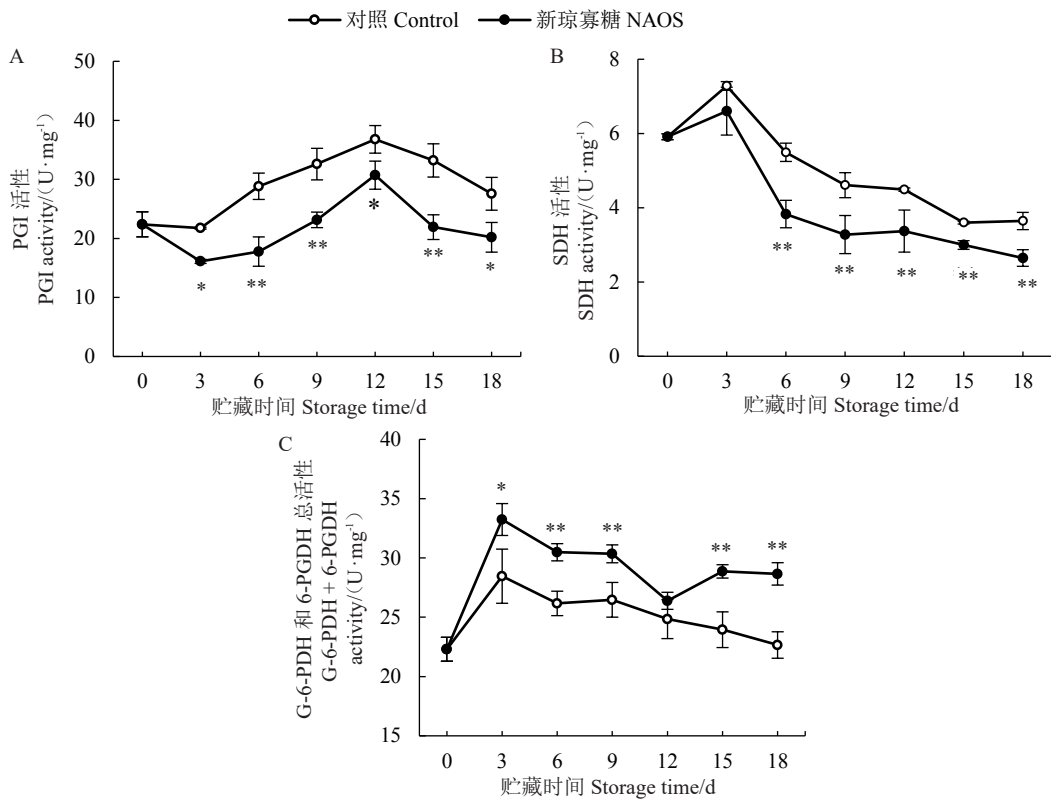 对照 Control 新琼寡糖 NAOS
A
PGI 活性
PGI activity/(U·mg⁻¹)
50
40
30
20
10
0
* ** ** * ** *
0 3 6 9 12 15 18
贮藏时间 Storage time/d
B
SDH 活性
SDH activity/(U·mg⁻¹)
8
6
4
2
0
** ** ** ** **
0 3 6 9 12 15 18
贮藏时间 Storage time/d
C
G-6-PDH 和 6-PGDH 总活性
G-6-PDH + 6-PGDH
activity/(U·mg⁻¹)
40
35
30
25
20
15
* ** ** ** **
0 3 6 9 12 15 18
贮藏时间 Storage time/d